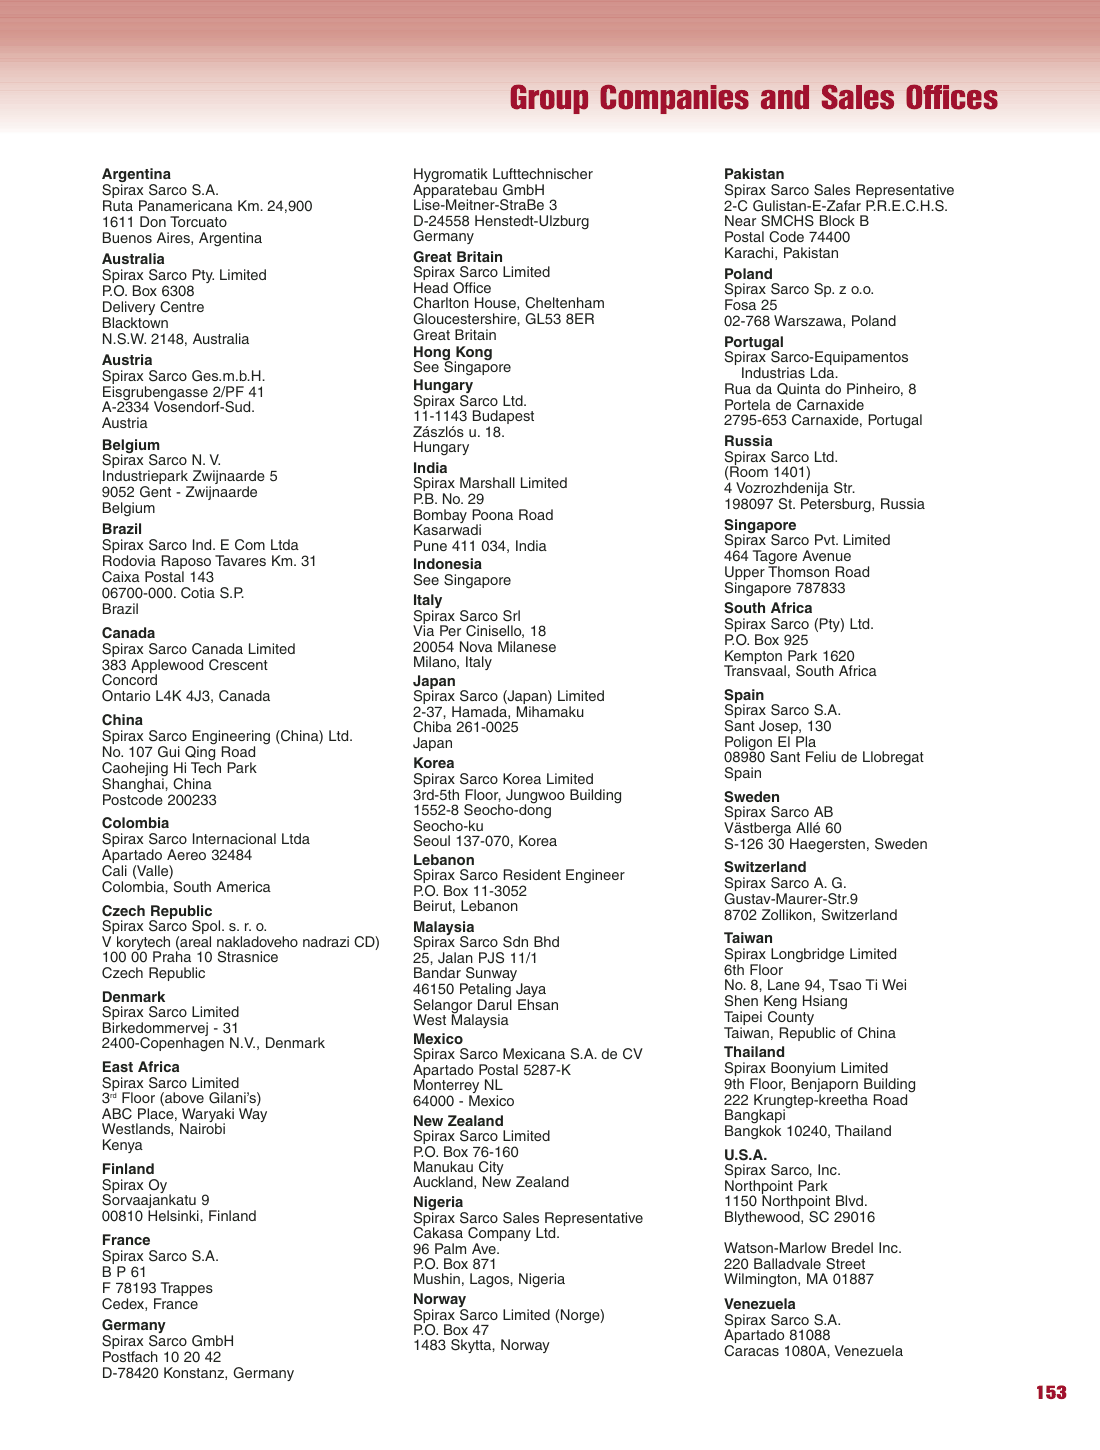 Group Companies and Sales Offices
Argentina
Spirax Sarco S.A.
Ruta Panamericana Km. 24,900
1611 Don Torcuato
Buenos Aires, Argentina
Australia
Spirax Sarco Pty. Limited
P.O. Box 6308
Delivery Centre
Blacktown
N.S.W. 2148, Australia
Austria
Spirax Sarco Ges.m.b.H.
Eisgrubengasse 2/PF 41
A-2334 Vosendorf-Sud.
Austria
Belgium
Spirax Sarco N. V.
Industriepark Zwijnaarde 5
9052 Gent - Zwijnaarde
Belgium
Brazil
Spirax Sarco Ind. E Com Ltda
Rodovia Raposo Tavares Km. 31
Caixa Postal 143
06700-000. Cotia S.P.
Brazil
Canada
Spirax Sarco Canada Limited
383 Applewood Crescent
Concord
Ontario L4K 4J3, Canada
China
Spirax Sarco Engineering (China) Ltd.
No. 107 Gui Qing Road
Caohejing Hi Tech Park
Shanghai, China
Postcode 200233
Colombia
Spirax Sarco Internacional Ltda
Apartado Aereo 32484
Cali (Valle)
Colombia, South America
Czech Republic
Spirax Sarco Spol. s. r. o.
V korytech (areal nakladoveho nadrazi CD)
100 00 Praha 10 Strasnice
Czech Republic
Denmark
Spirax Sarco Limited
Birkedommervej - 31
2400-Copenhagen N.V., Denmark
East Africa
Spirax Sarco Limited
3rd Floor (above Gilani's)
ABC Place, Waryaki Way
Westlands, Nairobi
Kenya
Finland
Spirax Oy
Sorvaajankatu 9
00810 Helsinki, Finland
France
Spirax Sarco S.A.
B P 61
F 78193 Trappes
Cedex, France
Germany
Spirax Sarco GmbH
Postfach 10 20 42
D-78420 Konstanz, Germany
Hygromatik Lufttechnischer
Apparatebau GmbH
Lise-Meitner-StraBe 3
D-24558 Henstedt-Ulzburg
Germany
Great Britain
Spirax Sarco Limited
Head Office
Charlton House, Cheltenham
Gloucestershire, GL53 8ER
Great Britain
Hong Kong
See Singapore
Hungary
Spirax Sarco Ltd.
11-1143 Budapest
Zászlós u. 18.
Hungary
India
Spirax Marshall Limited
P.B. No. 29
Bombay Poona Road
Kasarwadi
Pune 411 034, India
Indonesia
See Singapore
Italy
Spirax Sarco Srl
Via Per Cinisello, 18
20054 Nova Milanese
Milano, Italy
Japan
Spirax Sarco (Japan) Limited
2-37, Hamada, Mihamaku
Chiba 261-0025
Japan
Korea
Spirax Sarco Korea Limited
3rd-5th Floor, Jungwoo Building
1552-8 Seocho-dong
Seocho-ku
Seoul 137-070, Korea
Lebanon
Spirax Sarco Resident Engineer
P.O. Box 11-3052
Beirut, Lebanon
Malaysia
Spirax Sarco Sdn Bhd
25, Jalan PJS 11/1
Bandar Sunway
46150 Petaling Jaya
Selangor Darul Ehsan
West Malaysia
Mexico
Spirax Sarco Mexicana S.A. de CV
Apartado Postal 5287-K
Monterrey NL
64000 - Mexico
New Zealand
Spirax Sarco Limited
P.O. Box 76-160
Manukau City
Auckland, New Zealand
Nigeria
Spirax Sarco Sales Representative
Cakasa Company Ltd.
96 Palm Ave.
P.O. Box 871
Mushin, Lagos, Nigeria
Norway
Spirax Sarco Limited (Norge)
P.O. Box 47
1483 Skytta, Norway
Pakistan
Spirax Sarco Sales Representative
2-C Gulistan-E-Zafar P.R.E.C.H.S.
Near SMCHS Block B
Postal Code 74400
Karachi, Pakistan
Poland
Spirax Sarco Sp. z o.o.
Fosa 25
02-768 Warszawa, Poland
Portugal
Spirax Sarco-Equipamentos
Industrias Lda.
Rua da Quinta do Pinheiro, 8
Portela de Carnaxide
2795-653 Carnaxide, Portugal
Russia
Spirax Sarco Ltd.
(Room 1401)
4 Vozrozhdenija Str.
198097 St. Petersburg, Russia
Singapore
Spirax Sarco Pvt. Limited
464 Tagore Avenue
Upper Thomson Road
Singapore 787833
South Africa
Spirax Sarco (Pty) Ltd.
P.O. Box 925
Kempton Park 1620
Transvaal, South Africa
Spain
Spirax Sarco S.A.
Sant Josep, 130
Poligon El Pla
08980 Sant Feliu de Llobregat
Spain
Sweden
Spirax Sarco AB
Västberga Allé 60
S-126 30 Haegersten, Sweden
Switzerland
Spirax Sarco A. G.
Gustav-Maurer-Str.9
8702 Zollikon, Switzerland
Taiwan
Spirax Longbridge Limited
6th Floor
No. 8, Lane 94, Tsao Ti Wei
Shen Keng Hsiang
Taipei County
Taiwan, Republic of China
Thailand
Spirax Boonyium Limited
9th Floor, Benjaporn Building
222 Krungtep-kreetha Road
Bangkapi
Bangkok 10240, Thailand
U.S.A.
Spirax Sarco, Inc.
Northpoint Park
1150 Northpoint Blvd.
Blythewood, SC 29016
Watson-Marlow Bredel Inc.
220 Balladvale Street
Wilmington, MA 01887
Venezuela
Spirax Sarco S.A.
Apartado 81088
Caracas 1080A, Venezuela
153